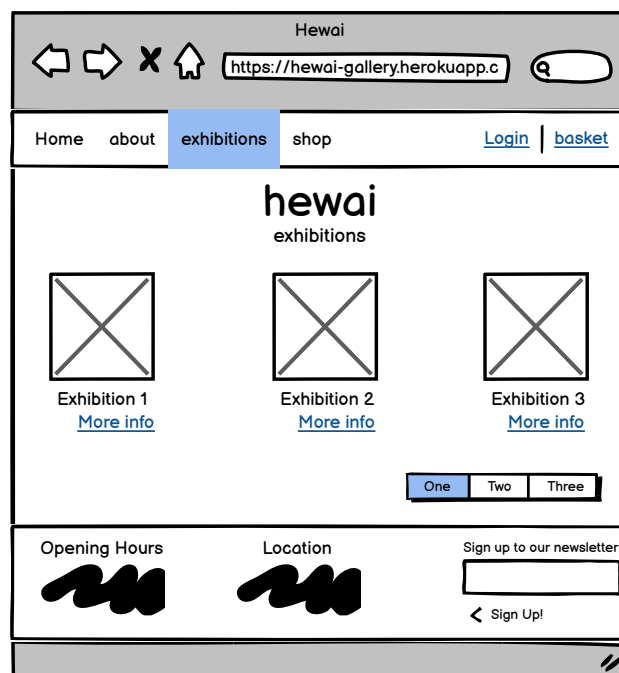 Hewai
https://hewai-gallery.herokuapp.c
Home about exhibitions shop Login basket
hewai
exhibitions
Exhibition 1 Exhibition 2 Exhibition 3
More info More info More info
One Two Three
Opening Hours Location Sign up to our newsletter
Sign Up!